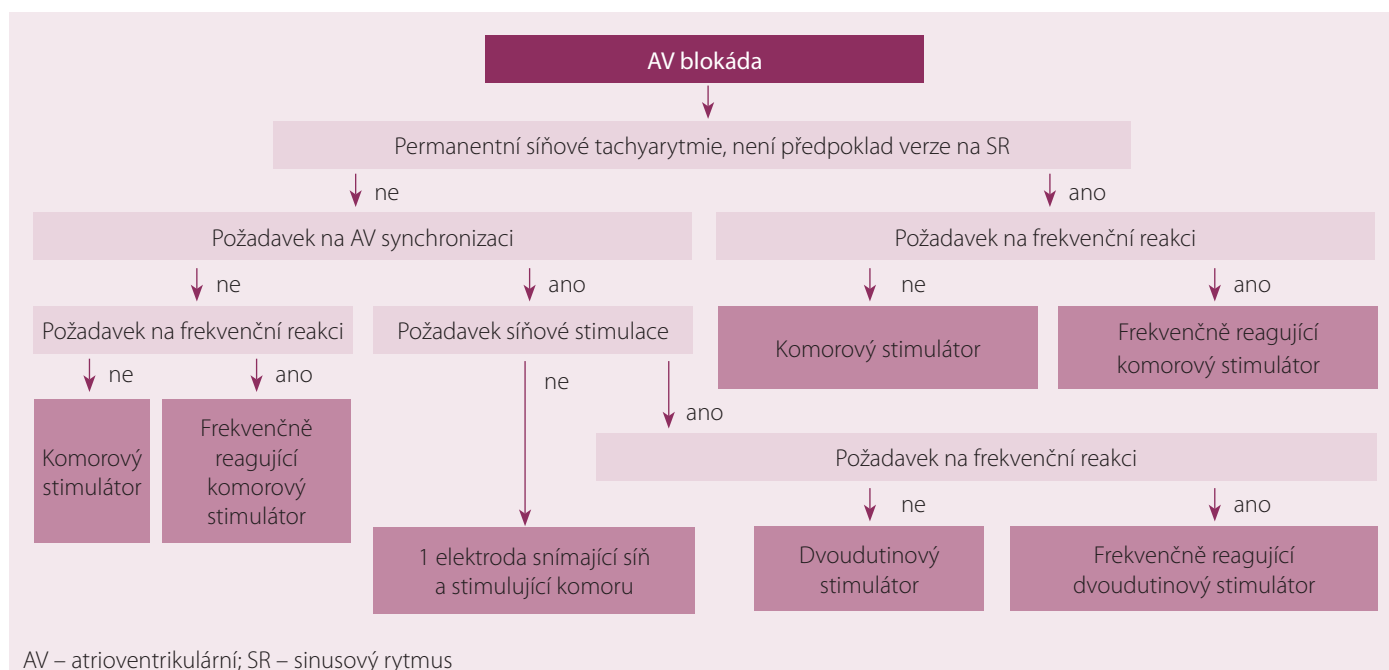 AV blokáda
Permanentní síňové tachyarytmie, není předpoklad verze na SR
ne
ano
Požadavek na AV synchronizaci
Požadavek na frekvenční reakci
ne
ano
ne
ano
Požadavek na frekvenční reakci
Požadavek síňové stimulace
Komorový stimulátor
Frekvenčně reagující
komorový stimulátor
ne
ano
ne
ano
Komorový
stimulátor
Frekvenčně
reagující
komorový
stimulátor
Požadavek na frekvenční reakci
ne
ano
1 elektroda snímající síň
a stimulující komoru
Dvoudutinový
stimulátor
Frekvenčně reagující
dvoudutinový stimulátor
AV – atrioventrikulární; SR – sinusový rytmus